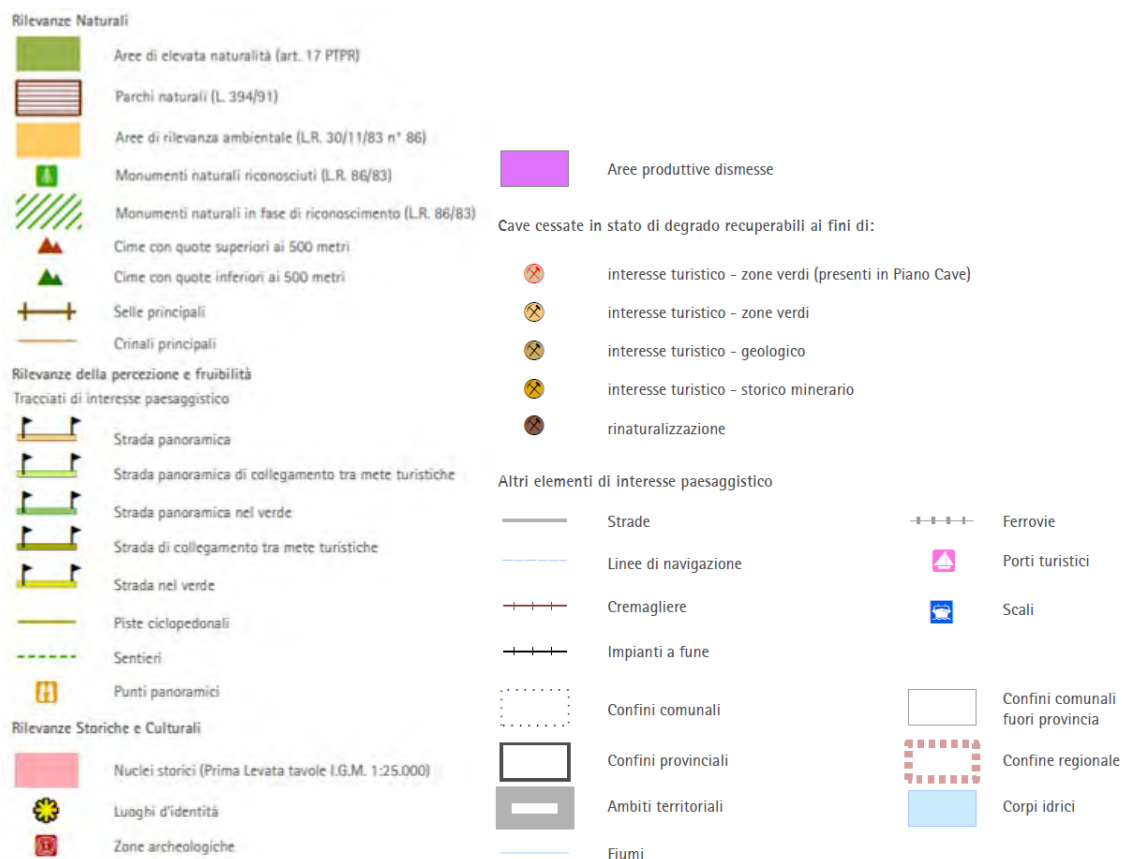 Rilevanze Naturali
Aree di elevata naturalità (art. 17 PTPR)
Parchi naturali (L. 394/91)
Aree di rilevanza ambientale (L.R. 30/11/83 n° 86)
Monumenti naturali riconosciuti (L.R. 86/83)
Monumenti naturali in fase di riconoscimento (L.R. 86/83)
Cime con quote superiori ai 500 metri
Cime con quote inferiori ai 500 metri
Selle principali
Crinali principali
Rilevanze della percezione e fruibilità
Tracciati di interesse paesaggistico
Strada panoramica
Strada panoramica di collegamento tra mete turistiche
Strada panoramica nel verde
Strada di collegamento tra mete turistiche
Strada nel verde
Piste ciclopedonali
Sentieri
Punti panoramici
Rilevanze Storiche e Culturali
Nuclei storici (Prima Levata tavole I.G.M. 1:25.000)
Luoghi d'identità
Zone archeologiche
Aree produttive dismesse
Cave cessate in stato di degrado recuperabili ai fini di:
interesse turistico - zone verdi (presenti in Piano Cave)
interesse turistico - zone verdi
interesse turistico - geologico
interesse turistico - storico minerario
rinaturalizzazione
Altri elementi di interesse paesaggistico
Strade
Linee di navigazione
Cremagliere
Impianti a fune
Confini comunali
Confini provinciali
Ambiti territoriali
Fiumi
Ferrovie
Porti turistici
Scali
Confini comunali
fuori provincia
Confine regionale
Corpi idrici